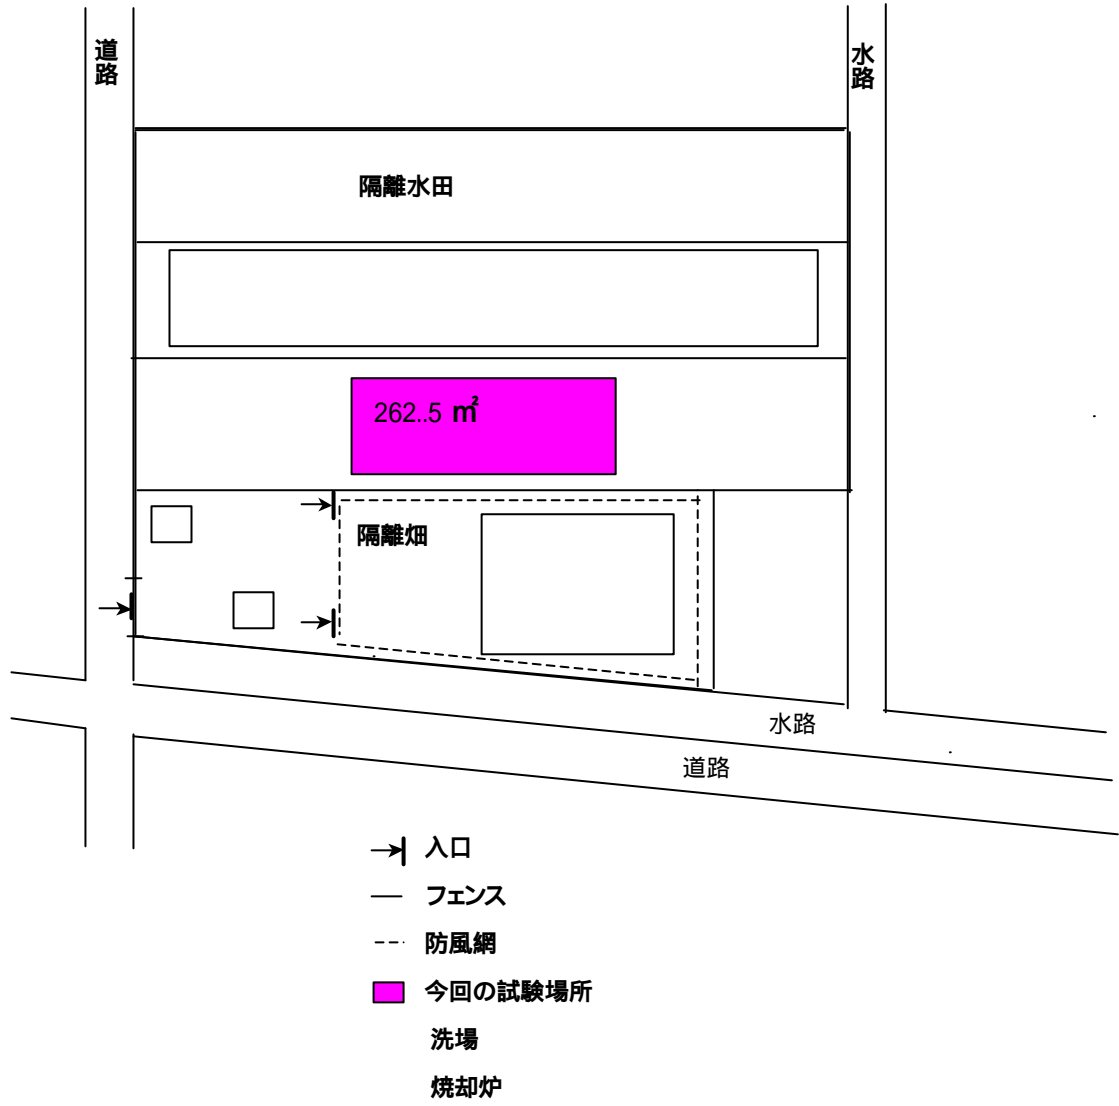 道路
水路
隔離水田
262..5 ㎡
隔離畑
水路
道路
入口
フェンス
防風網
今回の試験場所
洗場
焼却炉